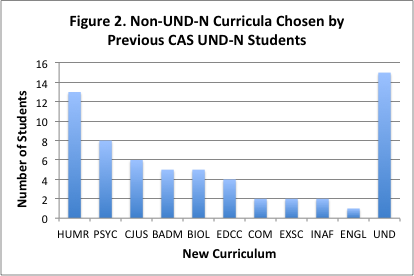 Figure 2. Non-UND-N Curricula Chosen by
Previous CAS UND-N Students
16
14
12
10
8
6
4
2
0
Number of Students
HUMR PSYC CJUS BADM BIOL EDCC COM EXSC INAF ENGL UND
New Curriculum